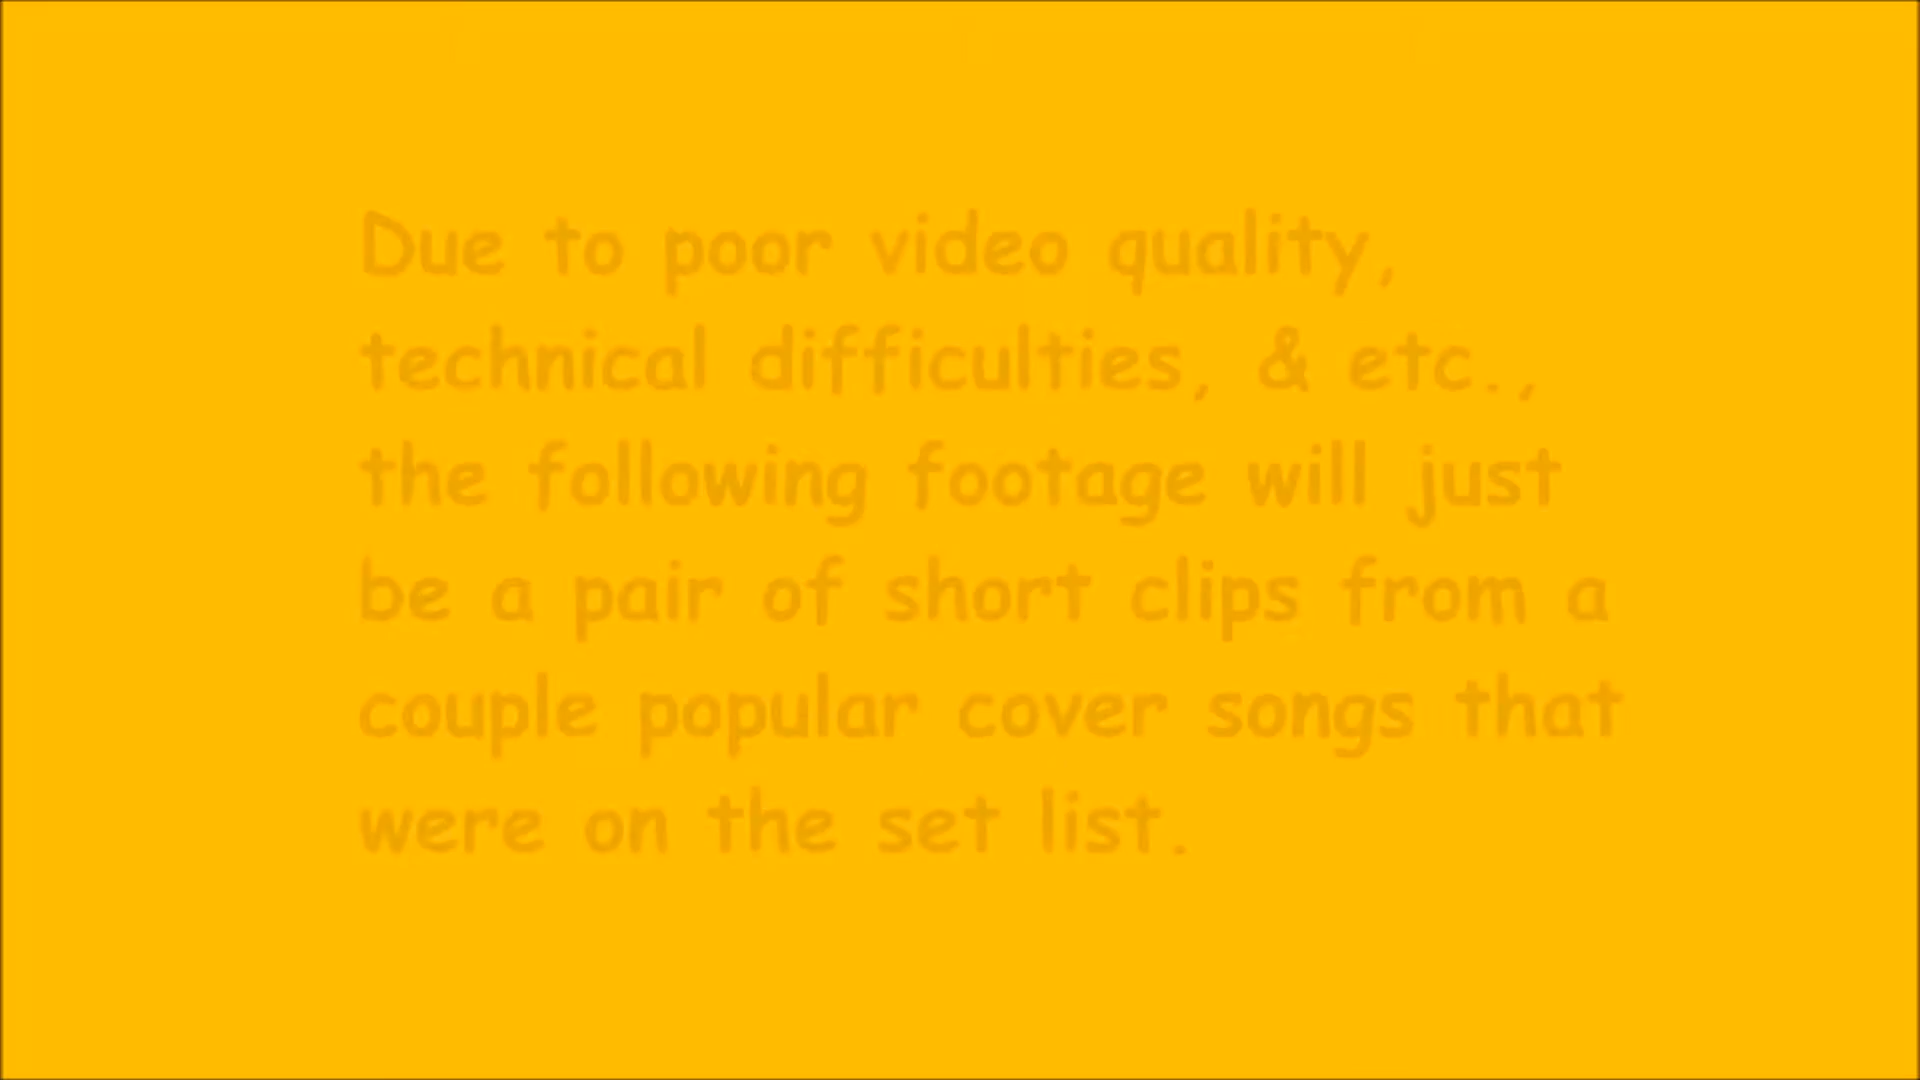 Due to poor video quality,
technical difficulties, & etc.,
the following footage will just
be a pair of short clips from a
couple popular cover songs that
were on the set list.